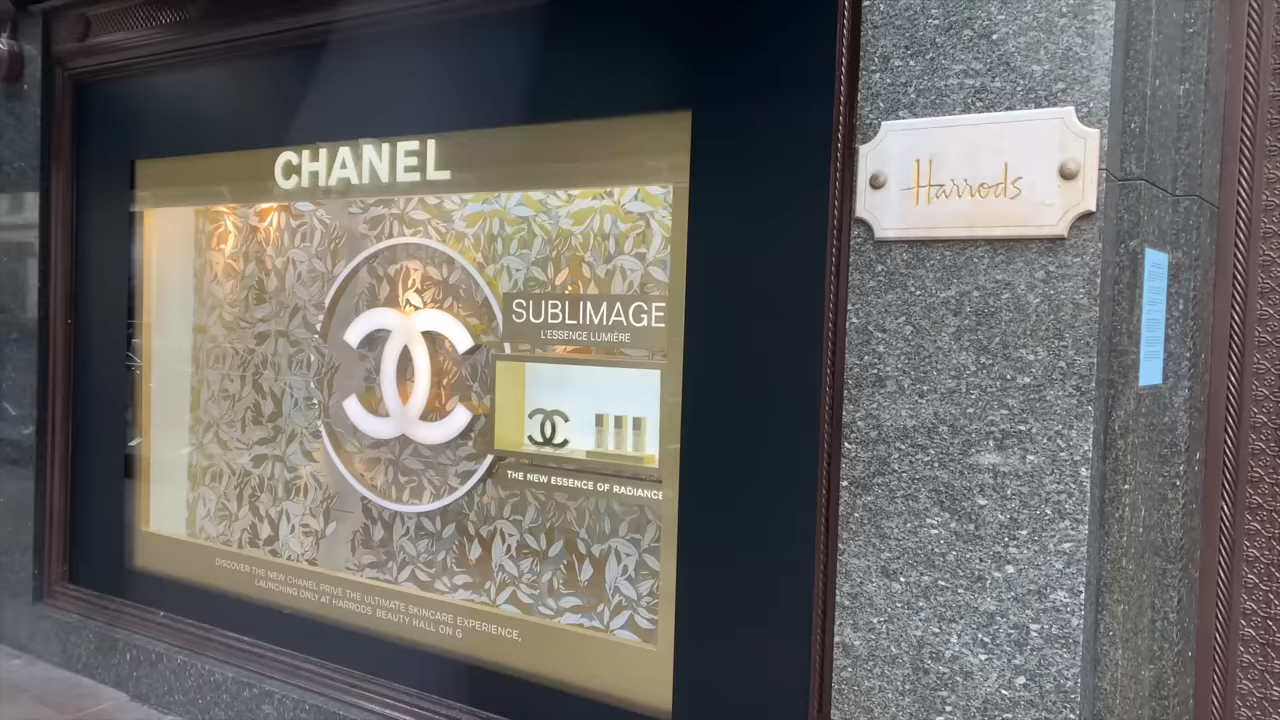 CHANEL
Harrods
SUBLIMAGE
L'ESSENCE LUMIÈRE
THE NEW ESSENCE OF RADIANCE
DISCOVER THE NEW CHANEL PRIVÉ THE ULTIMATE SKINCARE EXPERIENCE,
LAUNCHING ONLY AT HARRODS BEAUTY HALL ON G